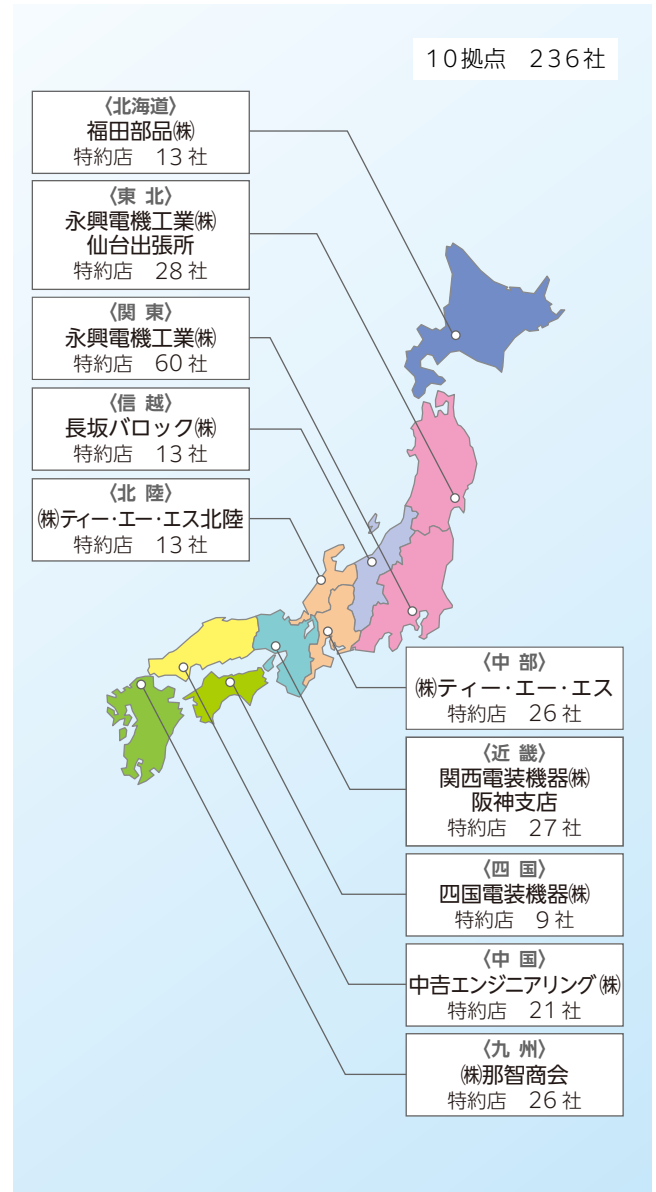 10拠点　236社
〈北海道〉
福田部品㈱
特約店　13社
〈東 北〉
永興電機工業㈱
仙台出張所
特約店　28社
〈関 東〉
永興電機工業㈱
特約店　60社
〈信 越〉
長坂バロック㈱
特約店　13社
〈北 陸〉
㈱ティー・エー・エス北陸
特約店　13社
〈中 部〉
㈱ティー・エー・エス
特約店　26社
〈近 畿〉
関西電装機器㈱
阪神支店
特約店　27社
〈四 国〉
四国電装機器㈱
特約店　9社
〈中 国〉
中吉エンジニアリング㈱
特約店　21社
〈九 州〉
㈱那智商会
特約店　26社